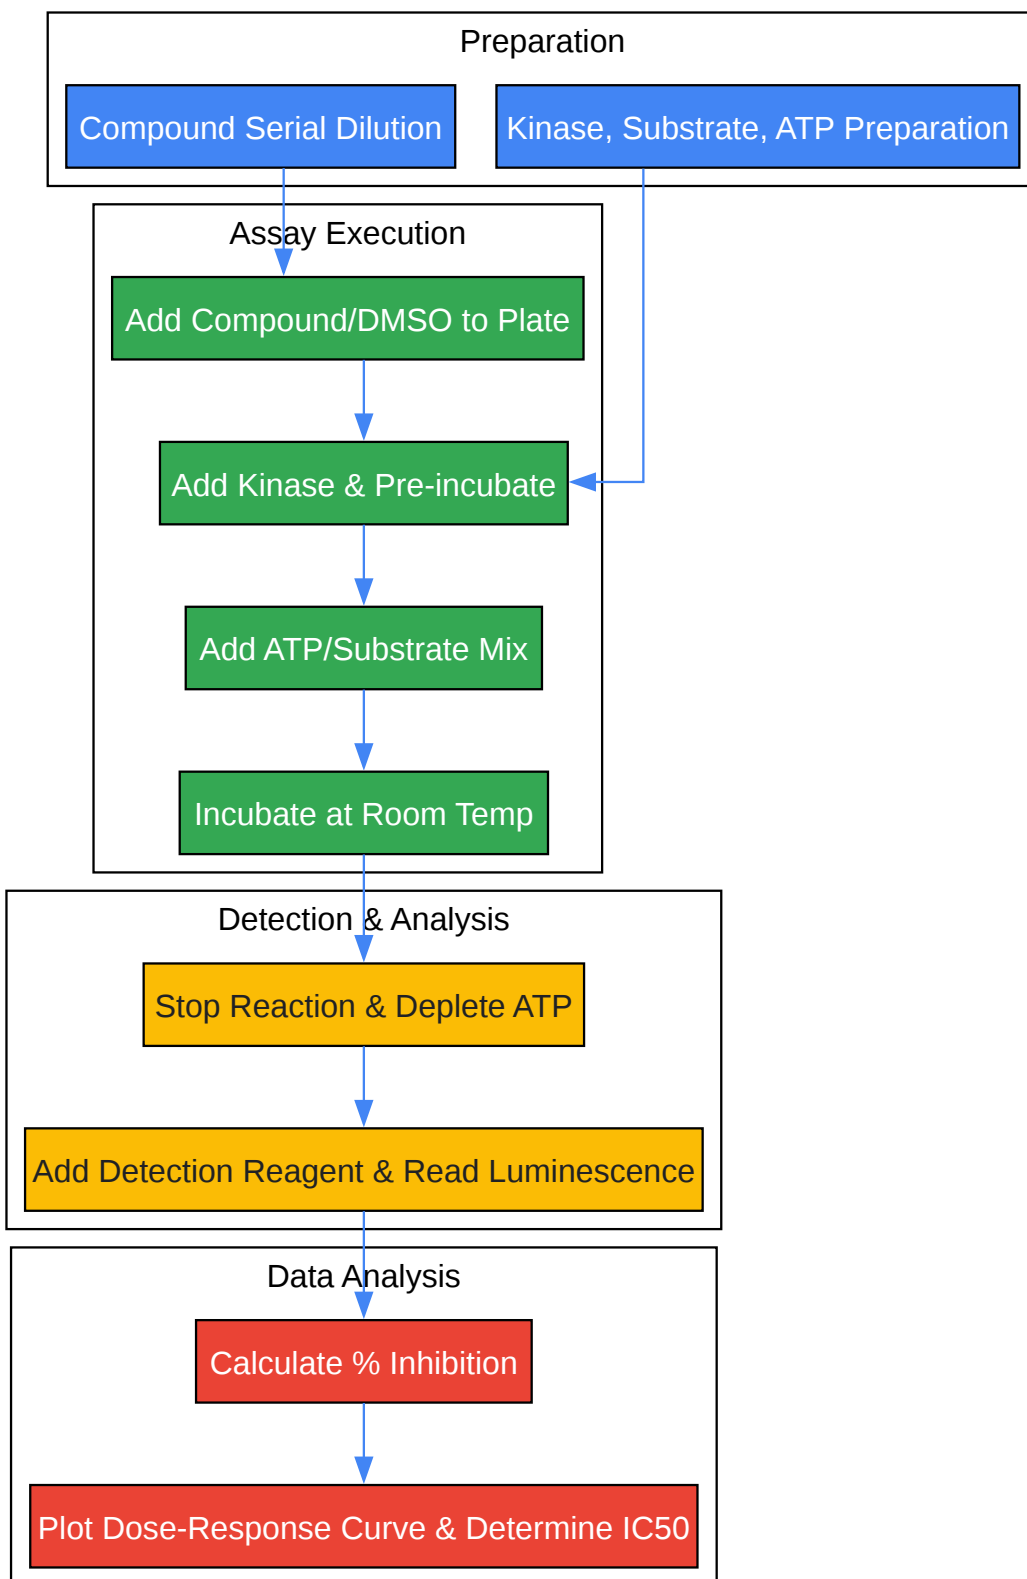 Preparation
Compound Serial Dilution
Kinase, Substrate, ATP Preparation
Assay Execution
Add Compound/DMSO to Plate
Add Kinase & Pre-incubate
Add ATP/Substrate Mix
Incubate at Room Temp
Detection & Analysis
Stop Reaction & Deplete ATP
Add Detection Reagent & Read Luminescence
Data Analysis
Calculate % Inhibition
Plot Dose-Response Curve & Determine IC50